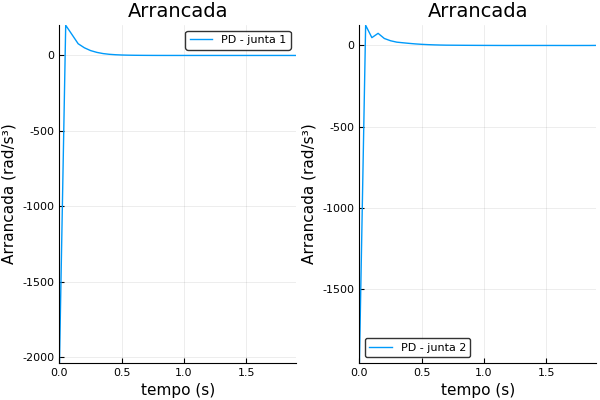 Arrancada
PD - junta 1
0
-500
-1000
-1500
-2000
Arrancada (rad/s³)
0.0
0.5
1.0
1.5
tempo (s)
Arrancada
PD - junta 2
0
-500
-1000
-1500
Arrancada (rad/s³)
0.0
0.5
1.0
1.5
tempo (s)